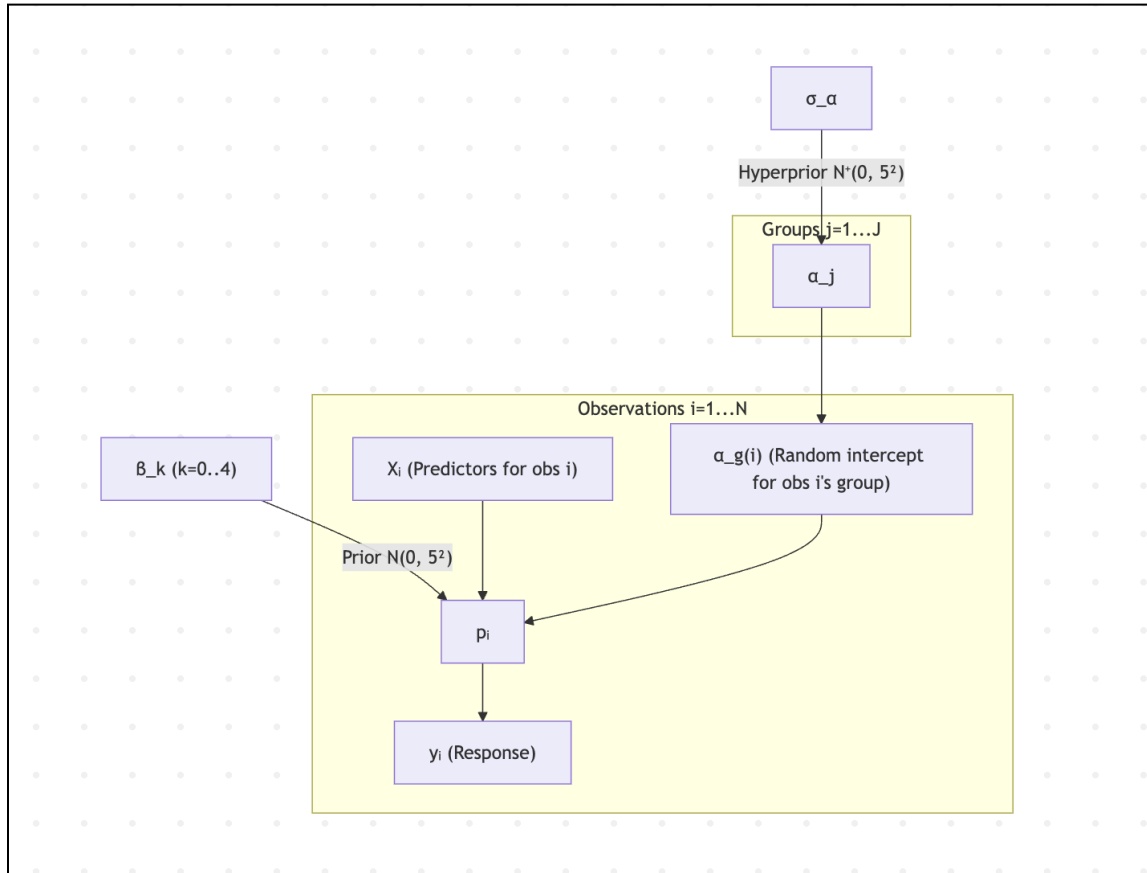 σ_α
Hyperprior N⁺(0, 5²)
Groups j=1...J
α_j
Observations i=1...N
β_k (k=0..4)
Xᵢ (Predictors for obs i)
α_g(i) (Random intercept
for obs i's group)
Prior N(0, 5²)
pᵢ
yᵢ (Response)